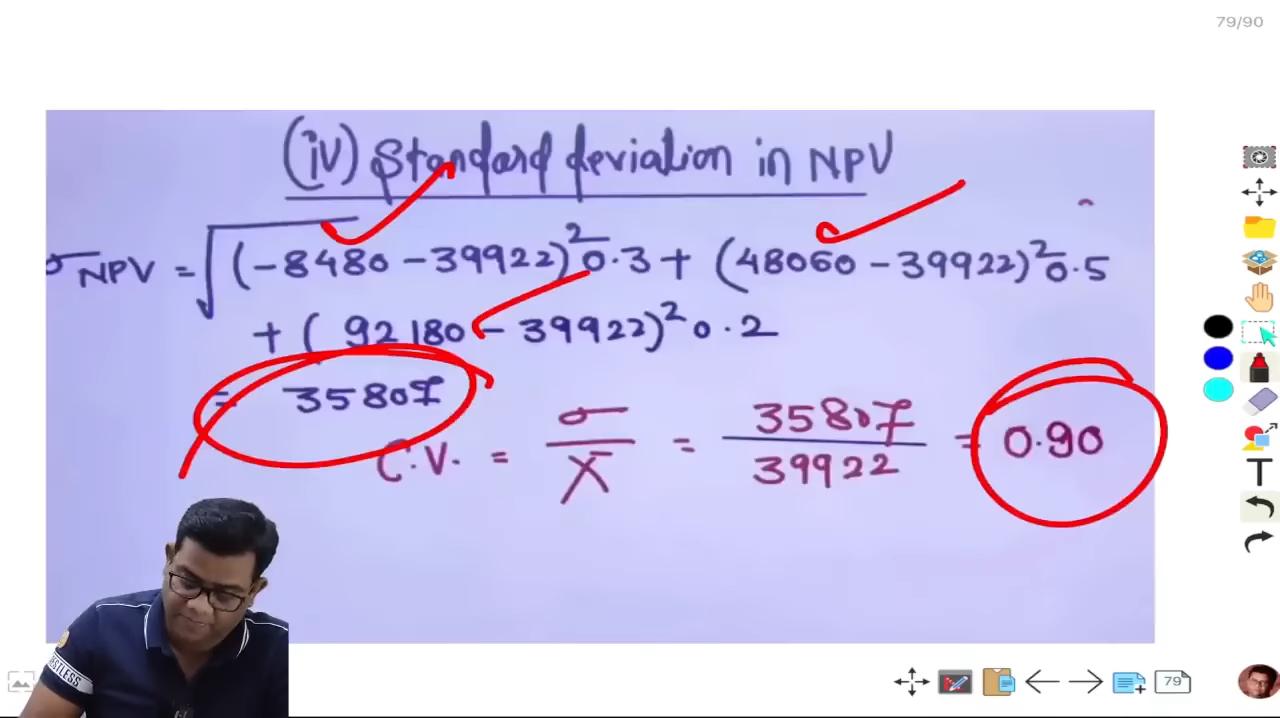 79/90
(iv) Standard deviation in NPV
σNPV = √(-8480 - 39922)² 0.3 + (48060 - 39922)² 0.5
+ ( 92180 - 39922)² 0.2
= 35807
C.V. = σ/X̄ = 35807/39922 = 0.90
T
79